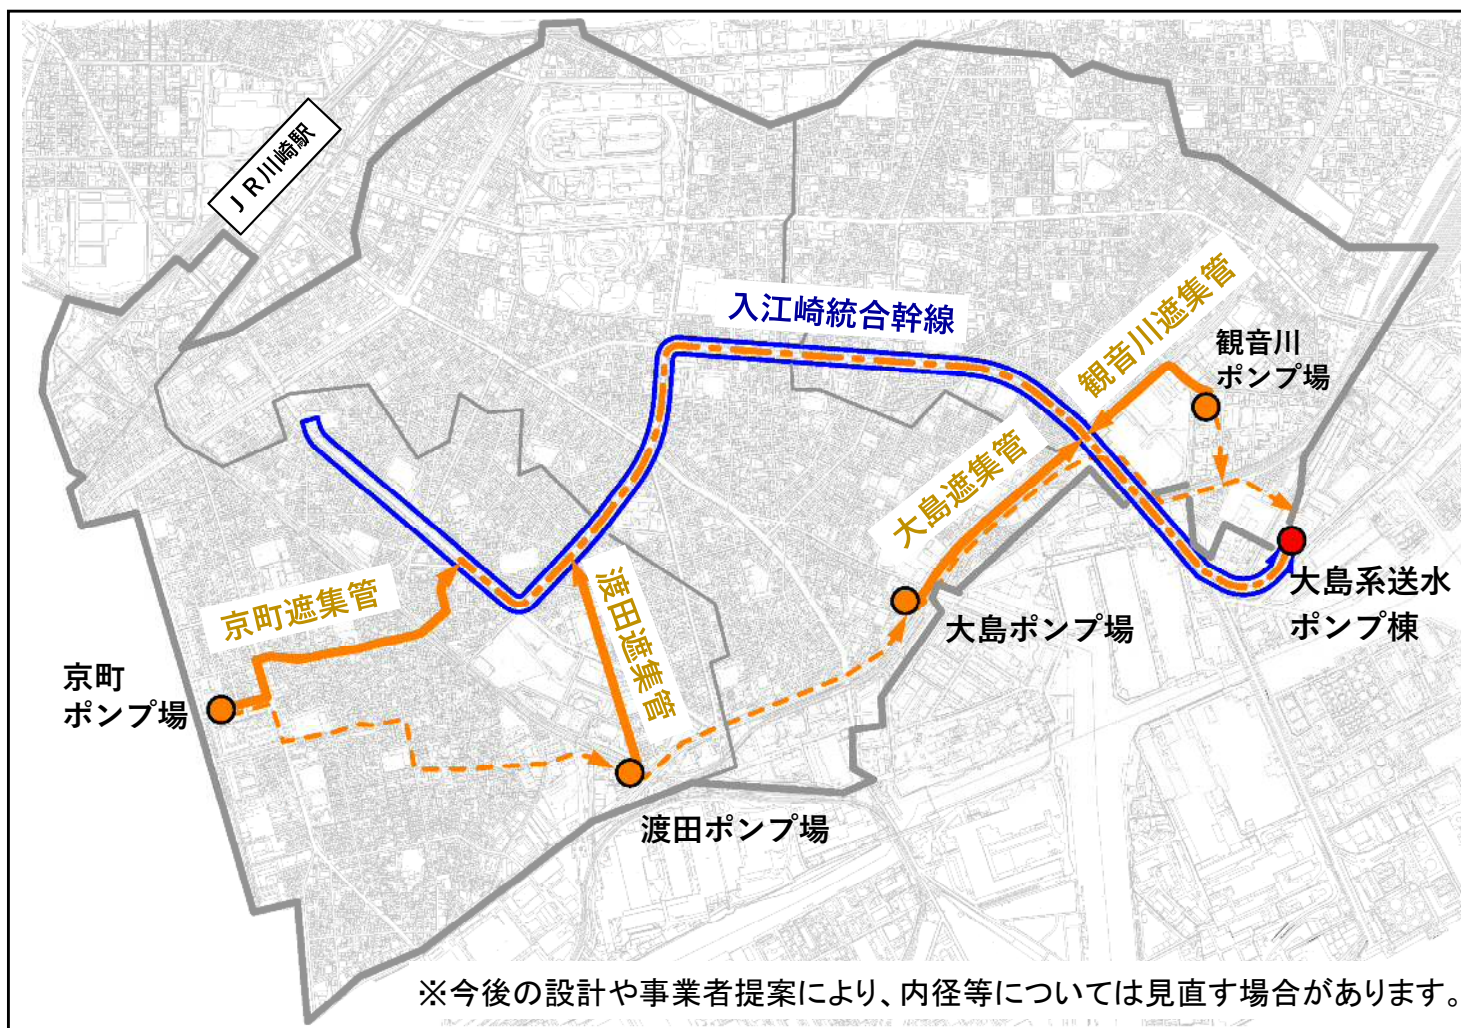 ＪＲ川崎駅
入江崎統合幹線
観音川遮集管
観音川
ポンプ場
大島遮集管
大島系送水
ポンプ棟
大島ポンプ場
渡田遮集管
京町遮集管
京町
ポンプ場
渡田ポンプ場
※今後の設計や事業者提案により、内径等については見直す場合があります。